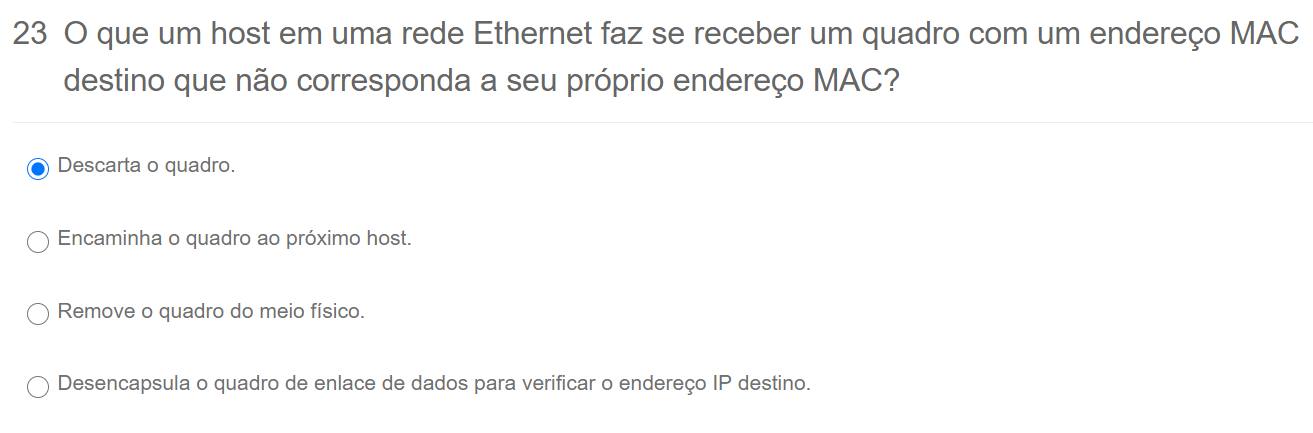 23 O que um host em uma rede Ethernet faz se receber um quadro com um endereço MAC
destino que não corresponda a seu próprio endereço MAC?
Descarta o quadro.
Encaminha o quadro ao próximo host.
Remove o quadro do meio físico.
Desencapsula o quadro de enlace de dados para verificar o endereço IP destino.